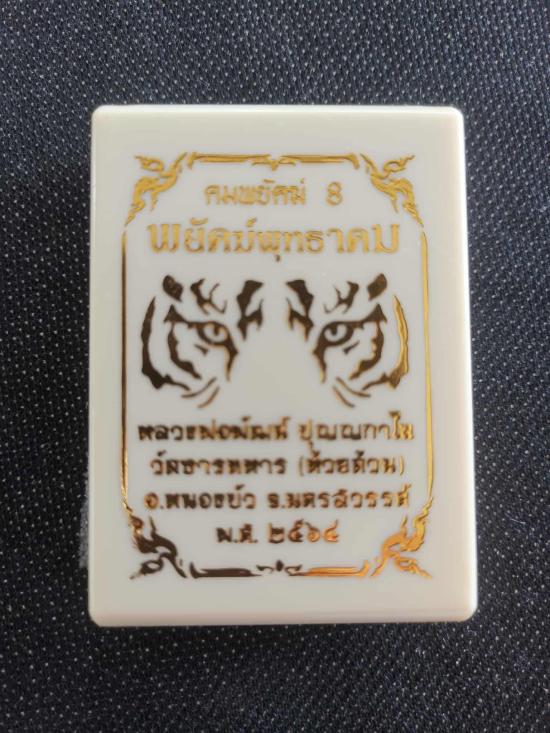 คมพยัคฆ์ 8
พยัคฆ์พุทธาคม
หลวงพ่อพัฒน์ ปุญฺญกาโม
วัดธารทหาร (ห้วยด้วน)
อ.หนองบัว จ.นครสวรรค์
พ.ศ. ๒๕๖๔